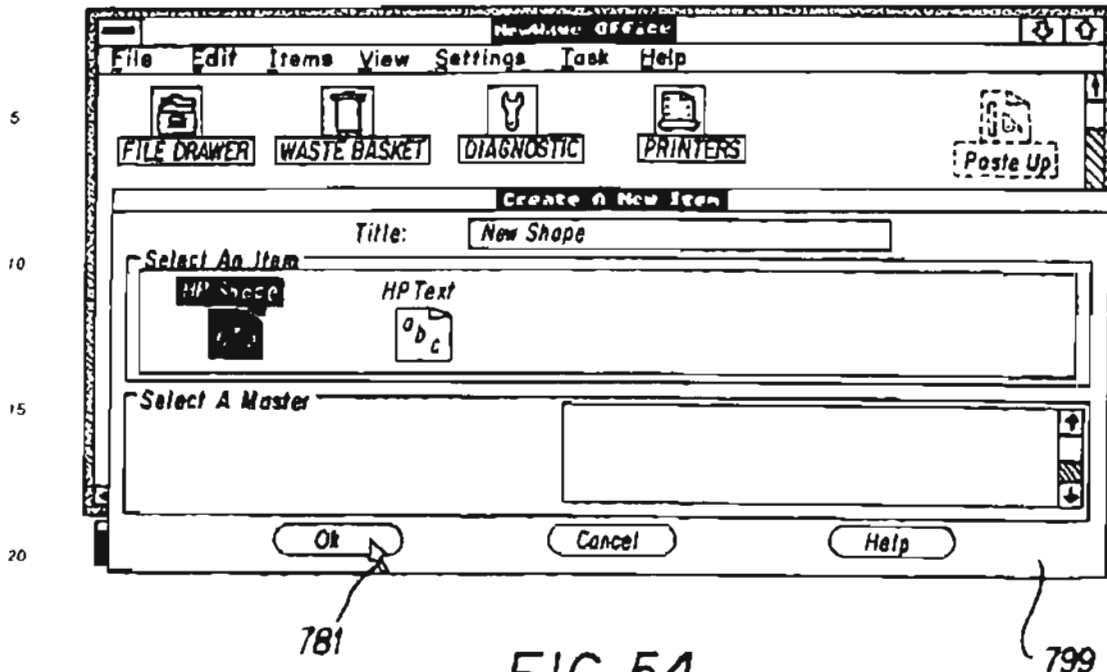 NewWave Office
File Edit Items View Settings Task Help
5
FILE DRAWER WASTE BASKET DIAGNOSTIC PRINTERS Paste Up
Create A New Item
Title: New Shape
10
Select An Item
HP Shape HP Text
a b c
15
Select A Master
Ok Cancel Help
20
781
799
FIG 54